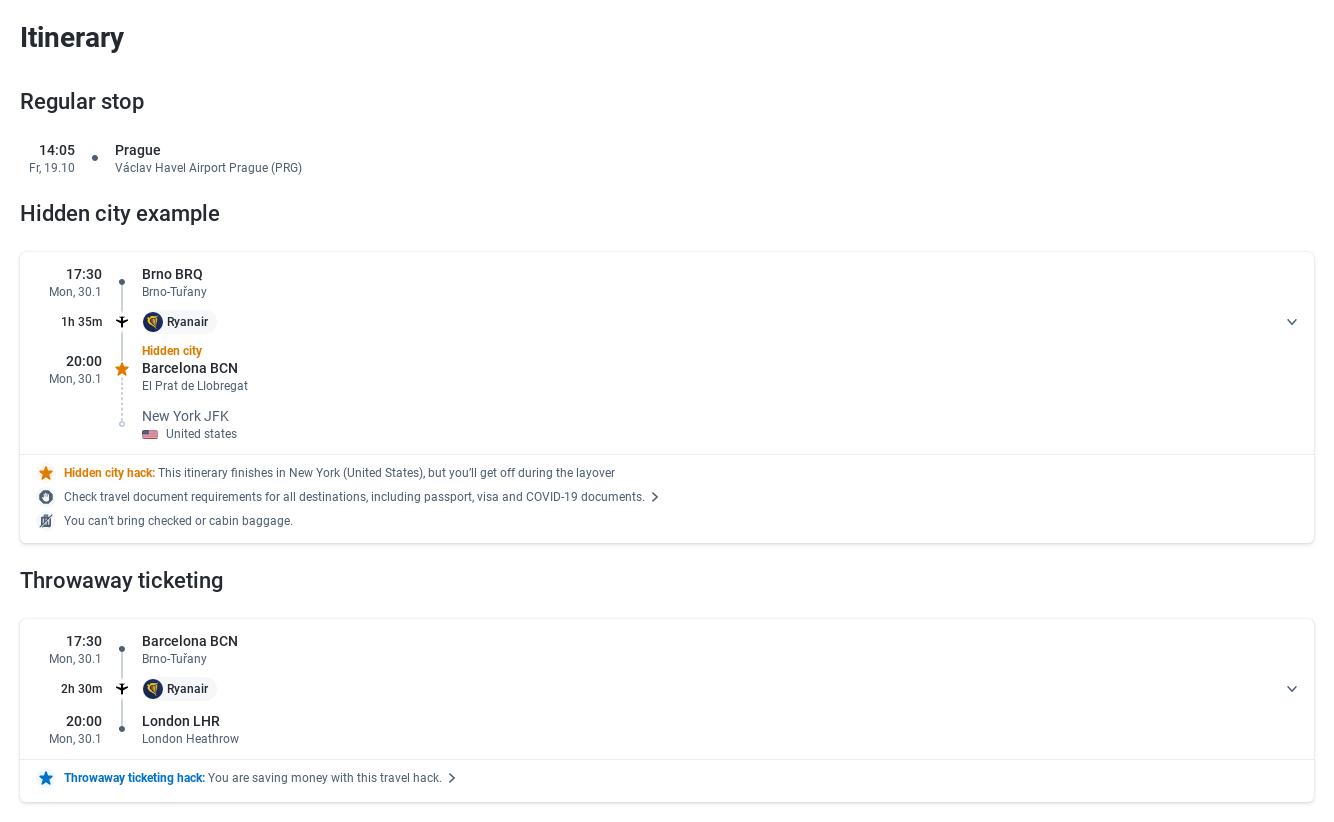 Itinerary
Regular stop
14:05 Prague
Fr, 19.10 Václav Havel Airport Prague (PRG)
Hidden city example
17:30 Brno BRQ
Mon, 30.1 Brno-Tuřany
1h 35m Ryanair
Hidden city
20:00 Barcelona BCN
Mon, 30.1 El Prat de Llobregat
New York JFK
United states
Hidden city hack: This itinerary finishes in New York (United States), but you’ll get off during the layover
Check travel document requirements for all destinations, including passport, visa and COVID-19 documents.
You can’t bring checked or cabin baggage.
Throwaway ticketing
17:30 Barcelona BCN
Mon, 30.1 Brno-Tuřany
2h 30m Ryanair
20:00 London LHR
Mon, 30.1 London Heathrow
Throwaway ticketing hack: You are saving money with this travel hack.